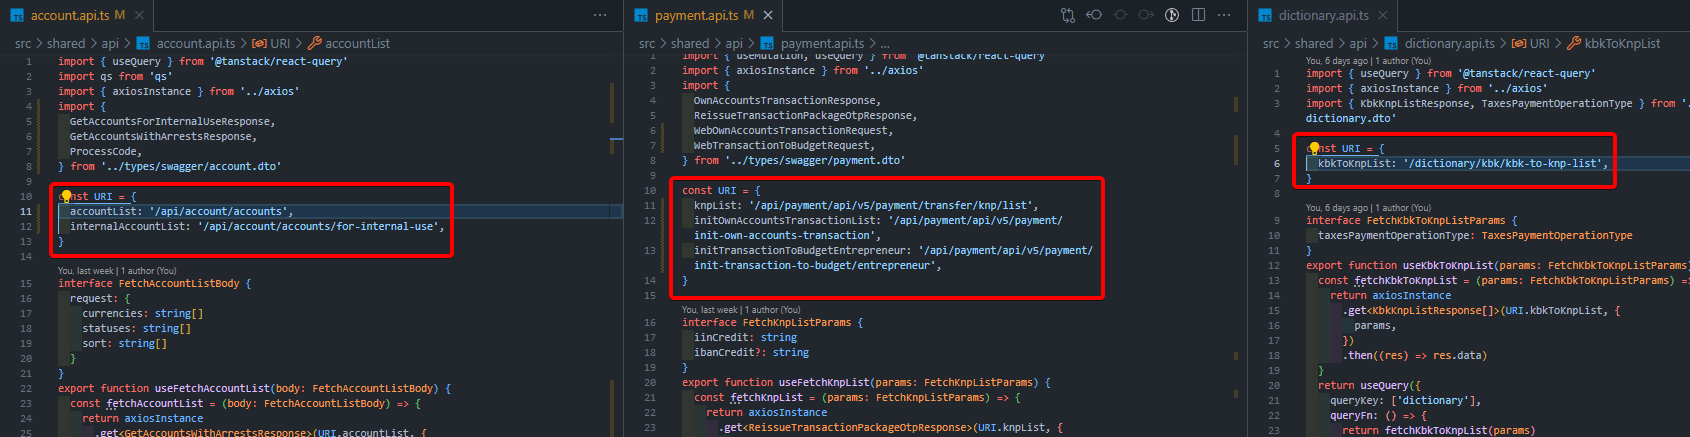 account.api.ts M
src > shared > api > account.api.ts > URI > accountList
1 import { useQuery } from '@tanstack/react-query'
2 import qs from 'qs'
3 import { axiosInstance } from '../axios'
4 import {
5 GetAccountsForInternalUseResponse,
6 GetAccountsWithArrestsResponse,
7 ProcessCode,
8 } from '../types/swagger/account.dto'
9
10 const URI = {
11 accountList: '/api/account/accounts',
12 internalAccountList: '/api/account/accounts/for-internal-use',
13 }
14
You, last week | 1 author (You)
15 interface FetchAccountListBody {
16 request: {
17 currencies: string[]
18 statuses: string[]
19 sort: string[]
20 }
21 }
22 export function useFetchAccountList(body: FetchAccountListBody) {
23 const fetchAccountList = (body: FetchAccountListBody) => {
24 return axiosInstance
25 .get<GetAccountsWithArrestsResponse>(URI.accountList, {
payment.api.ts M
src > shared > api > payment.api.ts > ...
1 import { useMutation, useQuery } from '@tanstack/react-query'
2 import { axiosInstance } from '../axios'
3 import {
4 OwnAccountsTransactionResponse,
5 ReissueTransactionPackageOtpResponse,
6 WebOwnAccountsTransactionRequest,
7 WebTransactionToBudgetRequest,
8 } from '../types/swagger/payment.dto'
9
10 const URI = {
11 knpList: '/api/payment/api/v5/payment/transfer/knp/list',
12 initOwnAccountsTransactionList: '/api/payment/api/v5/payment/
init-own-accounts-transaction',
13 initTransactionToBudgetEntrepreneur: '/api/payment/api/v5/payment/
init-transaction-to-budget/entrepreneur',
14 }
15
You, last week | 1 author (You)
16 interface FetchKnpListParams {
17 iinCredit: string
18 ibanCredit?: string
19 }
20 export function useFetchKnpList(params: FetchKnpListParams) {
21 const fetchKnpList = (params: FetchKnpListParams) => {
22 return axiosInstance
23 .get<ReissueTransactionPackageOtpResponse>(URI.knpList, {
dictionary.api.ts
src > shared > api > dictionary.api.ts > URI > kbkToKnpList
You, 6 days ago | 1 author (You)
1 import { useQuery } from '@tanstack/react-query'
2 import { axiosInstance } from '../axios'
3 import { KbkKnpListResponse, TaxesPaymentOperationType } from '.
dictionary.dto'
4
5 const URI = {
6 kbkToKnpList: '/dictionary/kbk/kbk-to-knp-list',
7 }
8
You, 6 days ago | 1 author (You)
9 interface FetchKbkToKnpListParams {
10 taxesPaymentOperationType: TaxesPaymentOperationType
11 }
12 export function useKbkToKnpList(params: FetchKbkToKnpListParams)
13 const fetchKbkToKnpList = (params: FetchKbkToKnpListParams) =>
14 return axiosInstance
15 .get<KbkKnpListResponse[]>(URI.kbkToKnpList, {
16 params,
17 })
18 .then((res) => res.data)
19 }
20 return useQuery({
21 queryKey: ['dictionary'],
22 queryFn: () => {
23 return fetchKbkToKnpList(params)